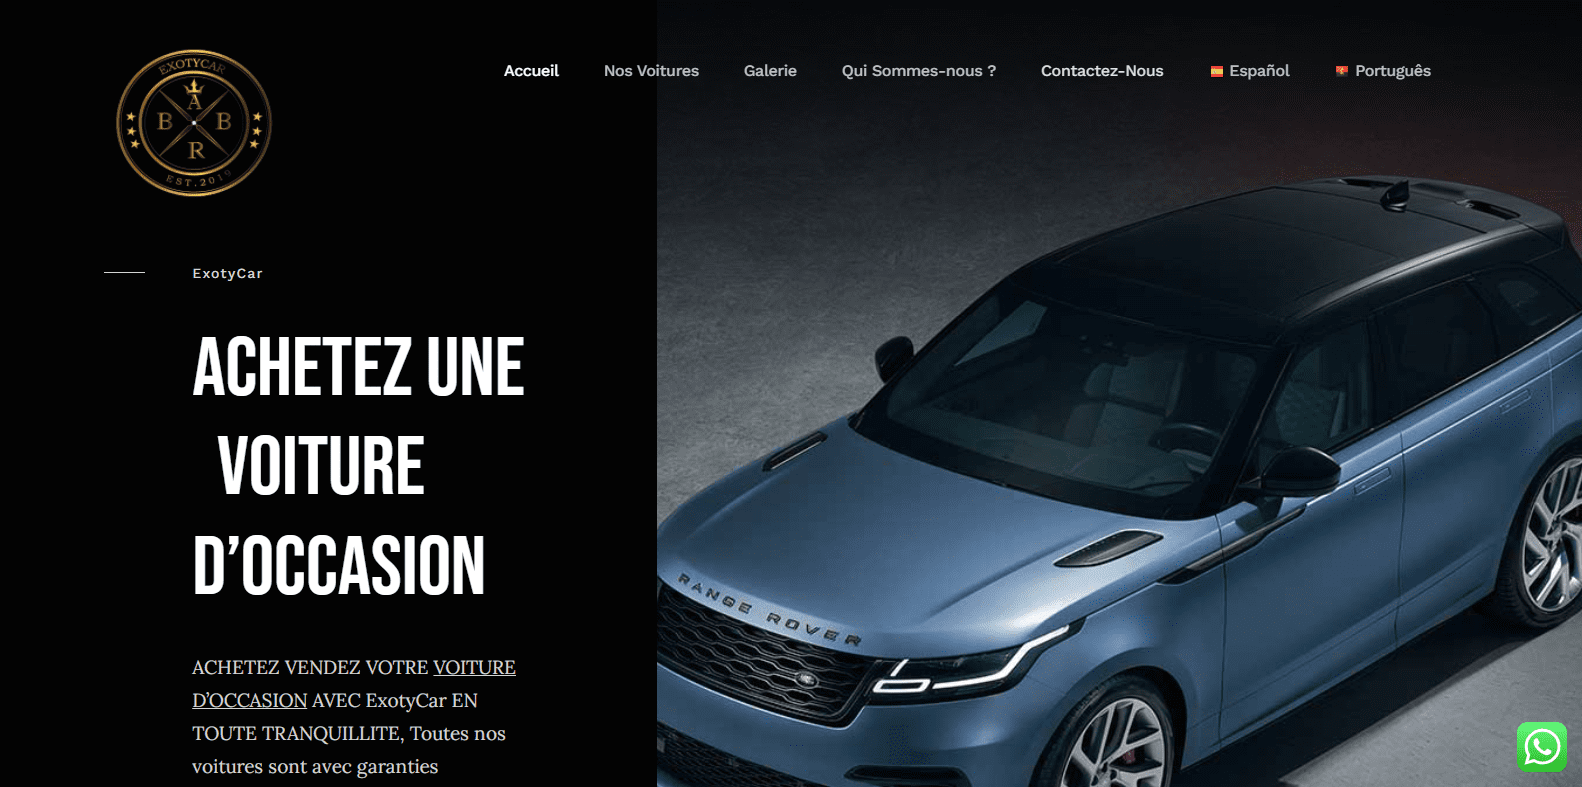 EXOTYCAR
A
B B
R
EST.2019
Accueil Nos Voitures Galerie Qui Sommes-nous ? Contactez-Nous Español Português
ExotyCar
ACHETEZ UNE
VOITURE
D’OCCASION
ACHETEZ VENDEZ VOTRE VOITURE
D’OCCASION AVEC ExotyCar EN
TOUTE TRANQUILLITE, Toutes nos
voitures sont avec garanties
RANGE ROVER